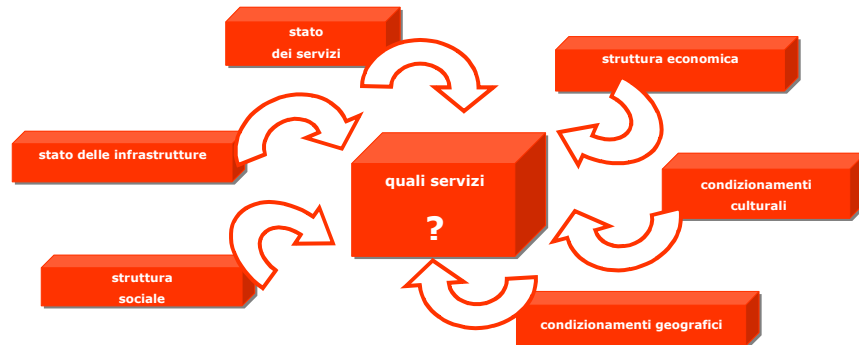 stato
dei servizi
struttura economica
stato delle infrastrutture
quali servizi
?
condizionamenti
culturali
struttura
sociale
condizionamenti geografici